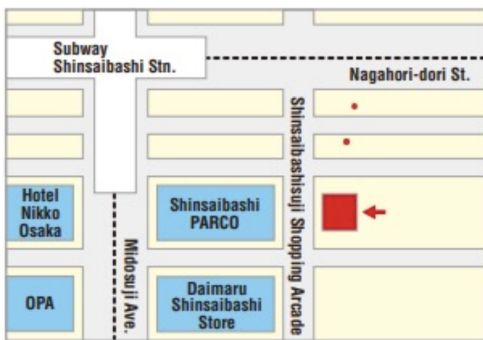 Subway
Shinsaibashi Stn.
Nagahori-dori St.
Shinsaibashisuji Shopping Arcade
Hotel
Nikko
Osaka
Shinsaibashi
PARCO
Midosuji Ave.
OPA
Daimaru
Shinsaibashi
Store